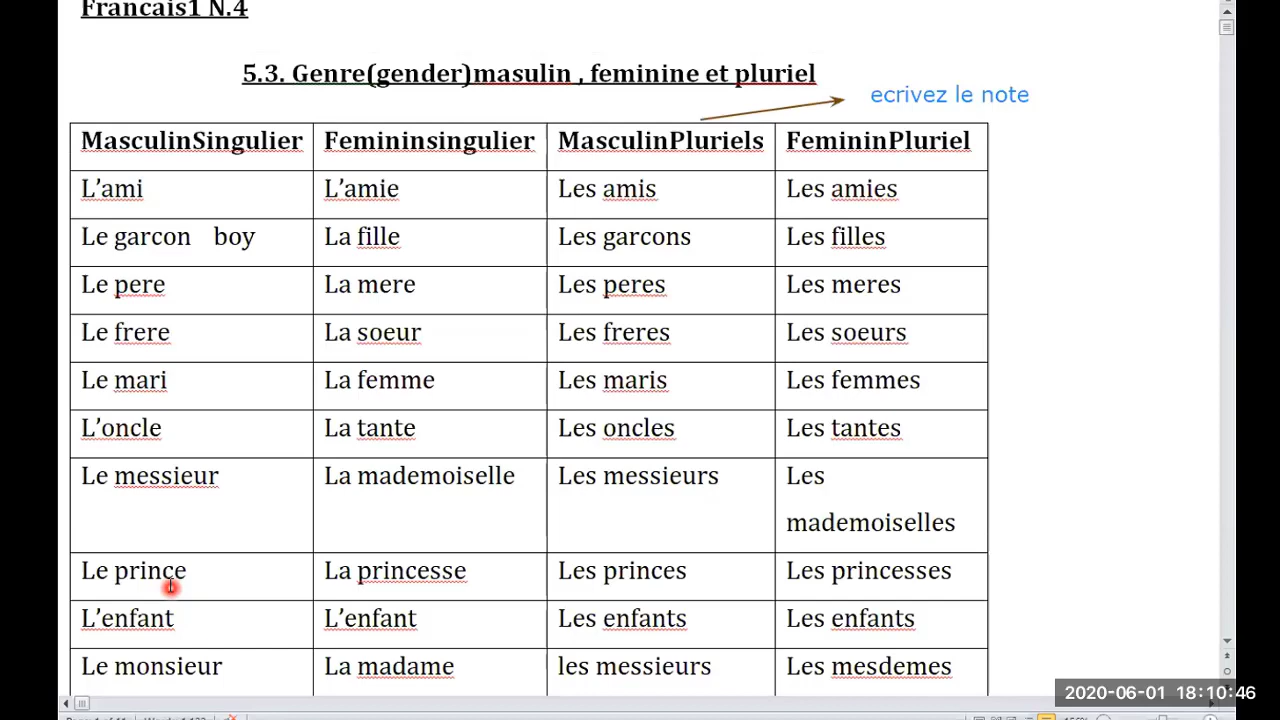 Francais1 N.4
5.3. Genre(gender)masulin , feminine et pluriel
ecrivez le note
MasculinSingulier Femininsingulier MasculinPluriels FemininPluriel
L’ami L’amie Les amis Les amies
Le garcon boy La fille Les garcons Les filles
Le pere La mere Les peres Les meres
Le frere La soeur Les freres Les soeurs
Le mari La femme Les maris Les femmes
L’oncle La tante Les oncles Les tantes
Le messieur La mademoiselle Les messieurs Les
mademoiselles
Le prince La princesse Les princes Les princesses
L’enfant L’enfant Les enfants Les enfants
Le monsieur La madame les messieurs Les mesdemes
2020-06-01 18:10:46